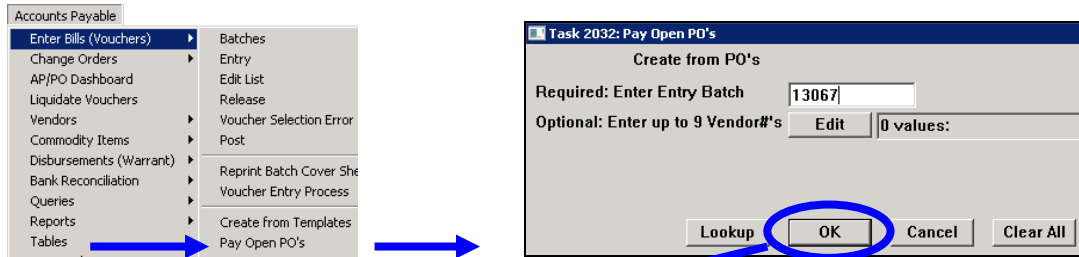 Accounts Payable
Enter Bills (Vouchers)
Change Orders
AP/PO Dashboard
Liquidate Vouchers
Vendors
Commodity Items
Disbursements (Warrant)
Bank Reconciliation
Queries
Reports
Tables
Batches
Entry
Edit List
Release
Voucher Selection Error
Post
Reprint Batch Cover She
Voucher Entry Process
Create from Templates
Pay Open PO's
Task 2032: Pay Open PO's
Create from PO's
Required: Enter Entry Batch 13067
Optional: Enter up to 9 Vendor#'s Edit 0 values:
Lookup OK Cancel Clear All